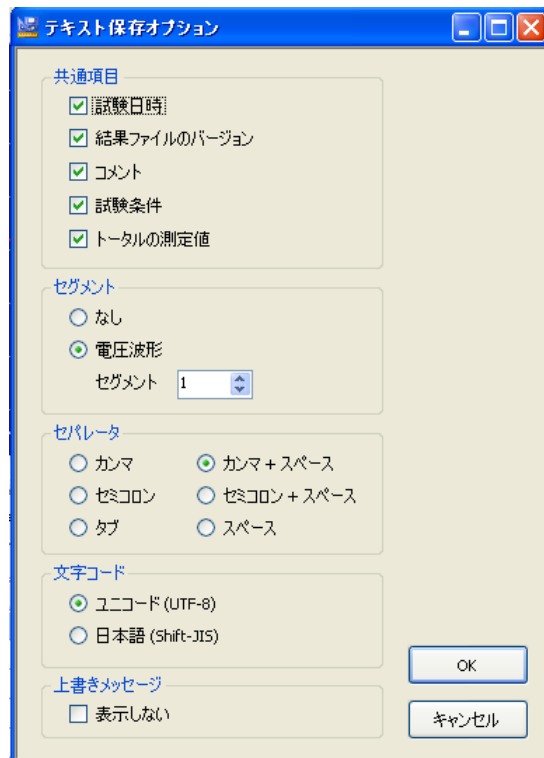 テキスト保存オプション
共通項目
試験日時
結果ファイルのバージョン
コメント
試験条件
トータルの測定値
セグメント
なし
電圧波形
セグメント 1
セパレータ
カンマ カンマ + スペース
セミコロン セミコロン + スペース
タブ スペース
文字コード
ユニコード (UTF-8)
日本語 (Shift-JIS)
OK
上書きメッセージ
表示しない
キャンセル